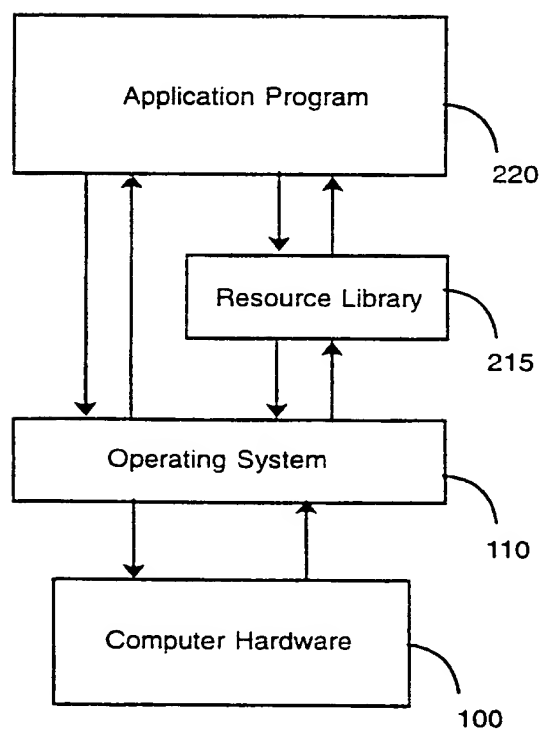 Application Program
220
Resource Library
215
Operating System
110
Computer Hardware
100